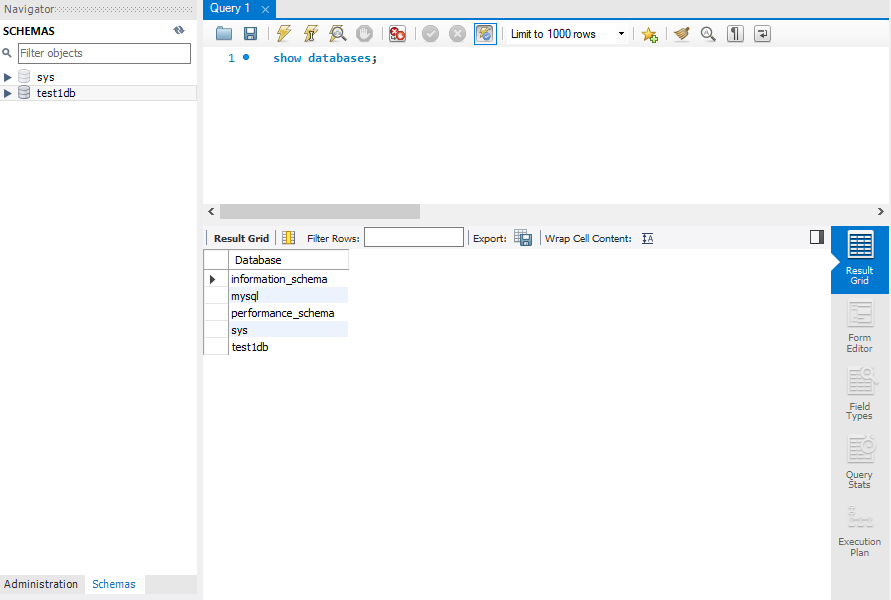 Navigator
SCHEMAS
Filter objects
sys
test1db
Administration Schemas
Query 1
Limit to 1000 rows
1 show databases;
Result Grid Filter Rows: Export: Wrap Cell Content:
Database
information_schema
mysql
performance_schema
sys
test1db
Result
Grid
Form
Editor
Field
Types
Query
Stats
Execution
Plan